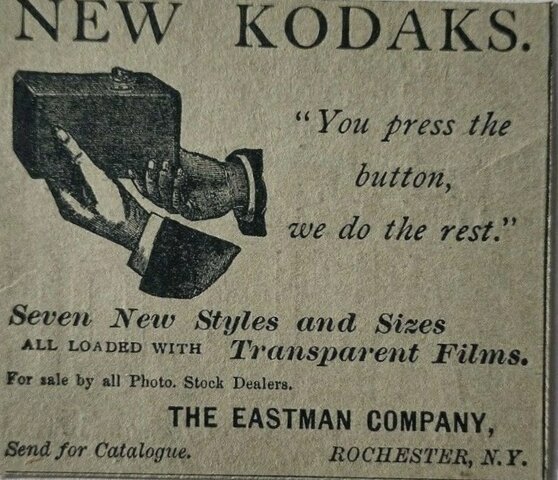 NEW KODAKS.
"You press the
button,
we do the rest."
Seven New Styles and Sizes
ALL LOADED WITH Transparent Films.
For sale by all Photo. Stock Dealers.
THE EASTMAN COMPANY,
Send for Catalogue. ROCHESTER, N.Y.